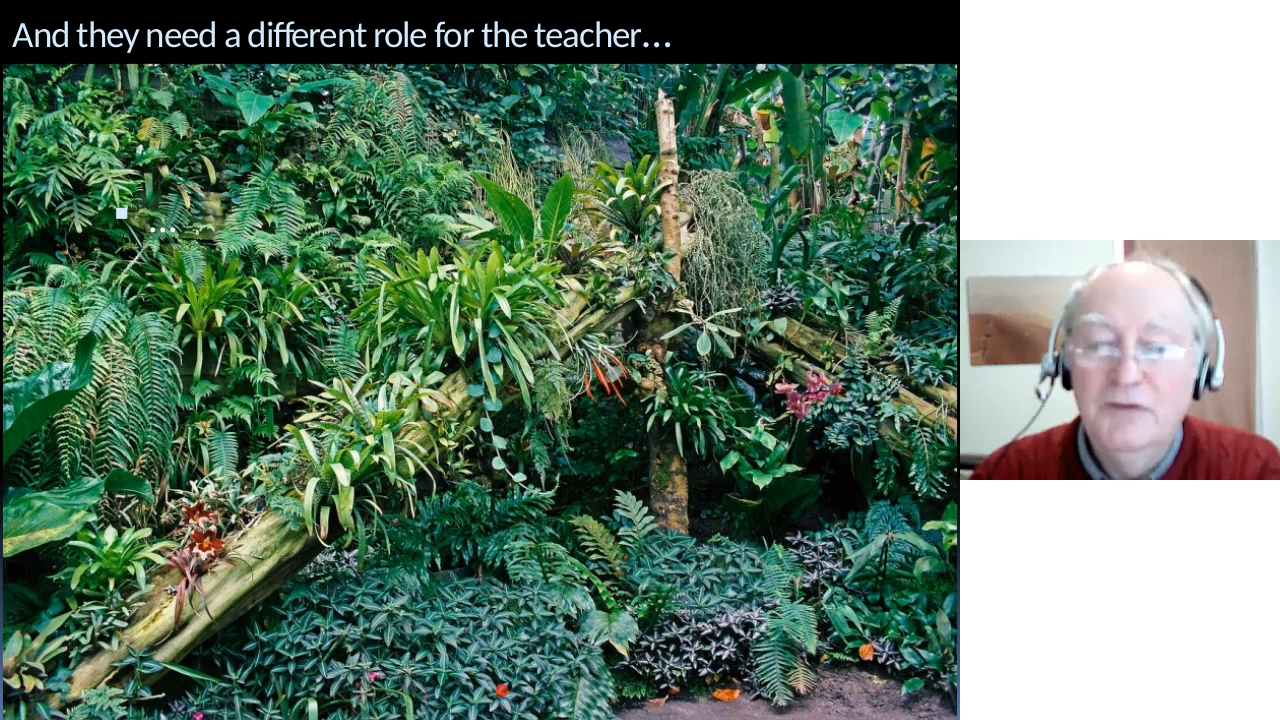 And they need a different role for the teacher…
…